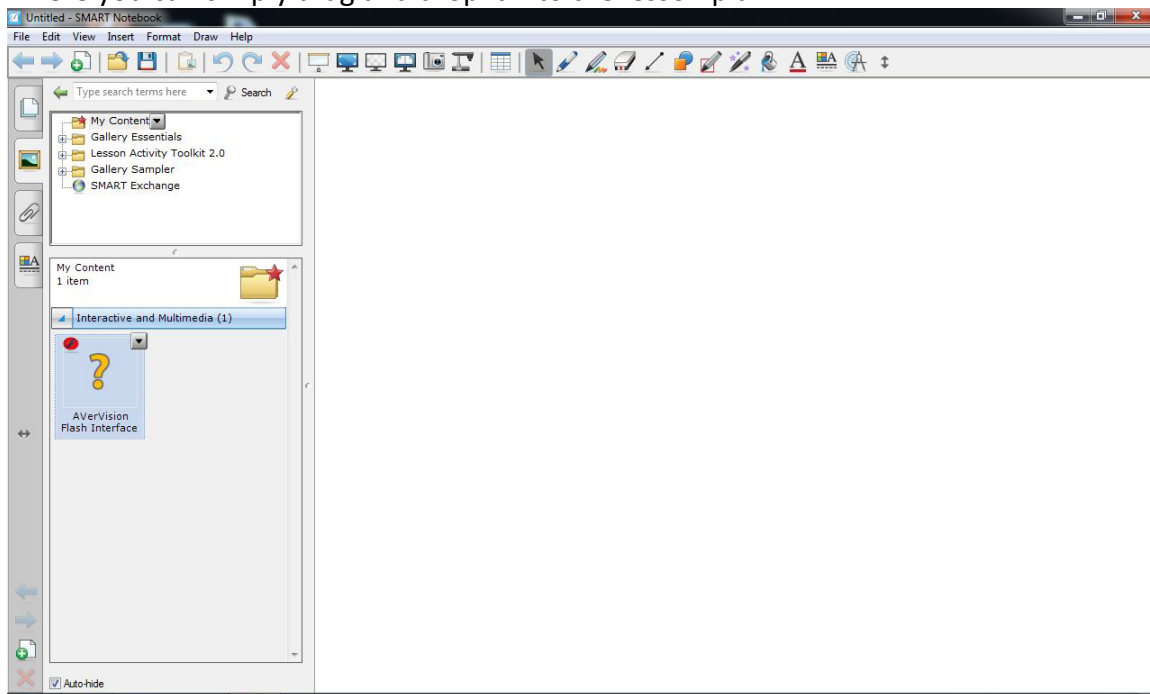 Untitled - SMART Notebook
File Edit View Insert Format Draw Help
Type search terms here Search
My Content
Gallery Essentials
Lesson Activity Toolkit 2.0
Gallery Sampler
SMART Exchange
My Content
1 item
Interactive and Multimedia (1)
AVerVision
Flash Interface
Auto-hide